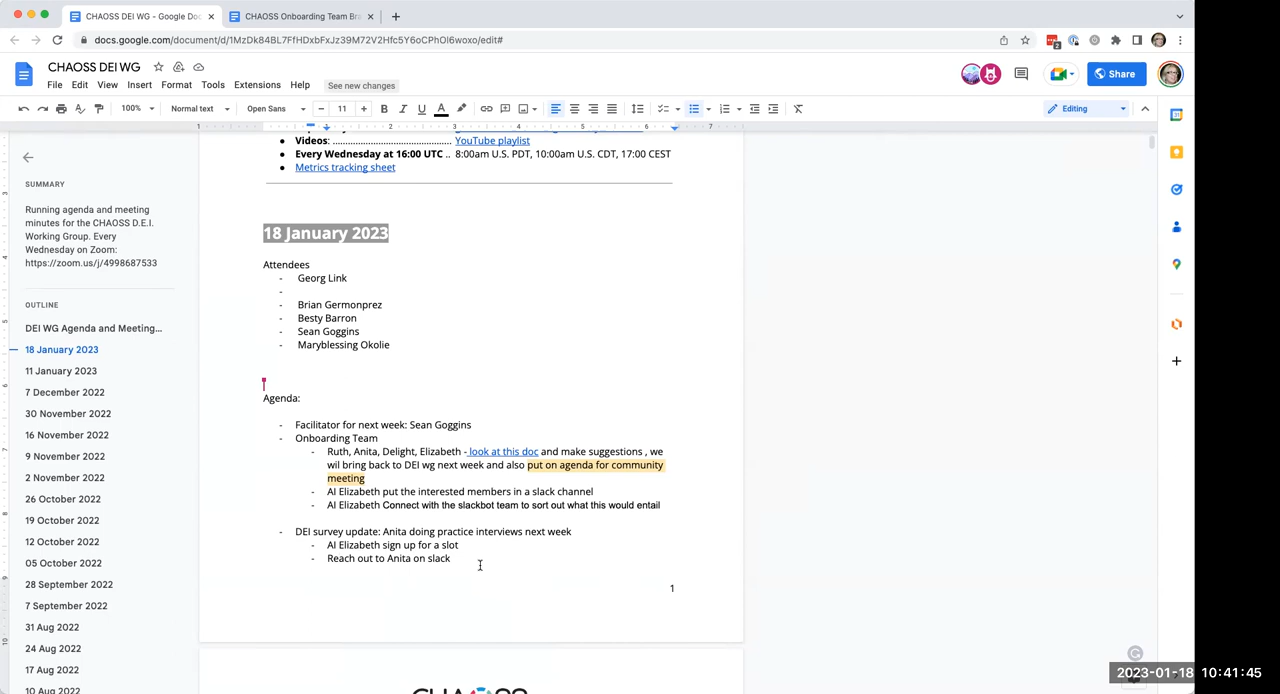 CHAOSS DEI WG - Google Doc
CHAOSS Onboarding Team Bra
docs.google.com/document/d/1MzDk84BL7FfHDxbFxJz39M72V2Hfc5Y6oCPhOl6woxo/edit#
2
CHAOSS DEI WG
File Edit View Insert Format Tools Extensions Help See new changes
Share
100% Normal text Open Sans 11 B I U A Editing
1 1 2 3 4 5 6 7
Videos: YouTube playlist
Every Wednesday at 16:00 UTC .. 8:00am U.S. PDT, 10:00am U.S. CDT, 17:00 CEST
Metrics tracking sheet
SUMMARY
Running agenda and meeting
minutes for the CHAOSS D.E.I.
Working Group. Every
Wednesday on Zoom:
https://zoom.us/j/4998687533
OUTLINE
DEI WG Agenda and Meeting...
18 January 2023
11 January 2023
7 December 2022
30 November 2022
16 November 2022
9 November 2022
2 November 2022
26 October 2022
19 October 2022
12 October 2022
05 October 2022
28 September 2022
7 September 2022
31 Aug 2022
24 Aug 2022
17 Aug 2022
10 Aug 2022
18 January 2023
Attendees
- Georg Link
-
- Brian Germonprez
- Besty Barron
- Sean Goggins
- Maryblessing Okolie
Agenda:
- Facilitator for next week: Sean Goggins
- Onboarding Team
- Ruth, Anita, Delight, Elizabeth - look at this doc and make suggestions , we
wil bring back to DEI wg next week and also put on agenda for community
meeting
- AI Elizabeth put the interested members in a slack channel
- AI Elizabeth Connect with the slackbot team to sort out what this would entail
- DEI survey update: Anita doing practice interviews next week
- AI Elizabeth sign up for a slot
- Reach out to Anita on slack
1
CHAOSS
2023-01-18 10:41:45